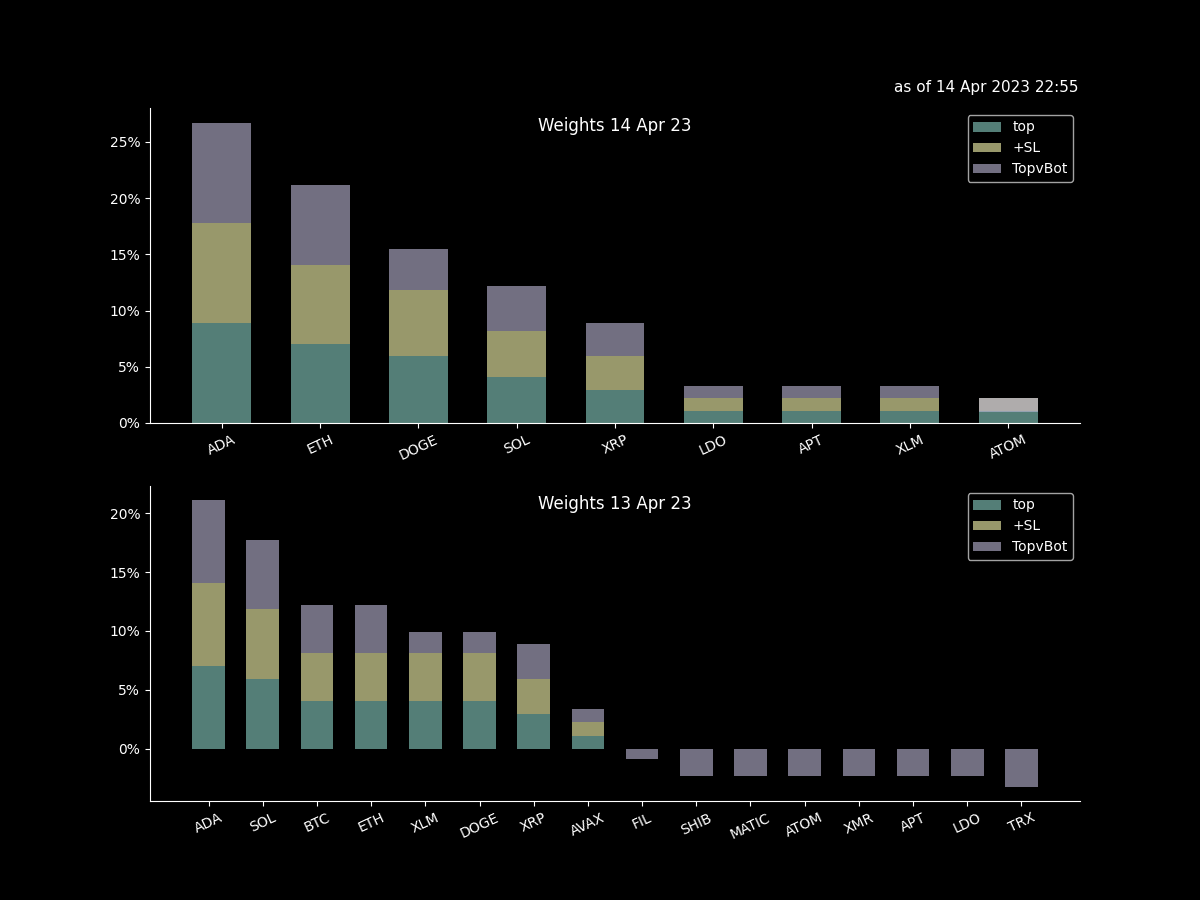 as of 14 Apr 2023 22:55
Weights 14 Apr 23
top
+SL
TopvBot
25%
20%
15%
10%
5%
0%
ADA ETH DOGE SOL XRP LDO APT XLM ATOM
Weights 13 Apr 23
top
+SL
TopvBot
20%
15%
10%
5%
0%
ADA SOL BTC ETH XLM DOGE XRP AVAX FIL SHIB MATIC ATOM XMR APT LDO TRX